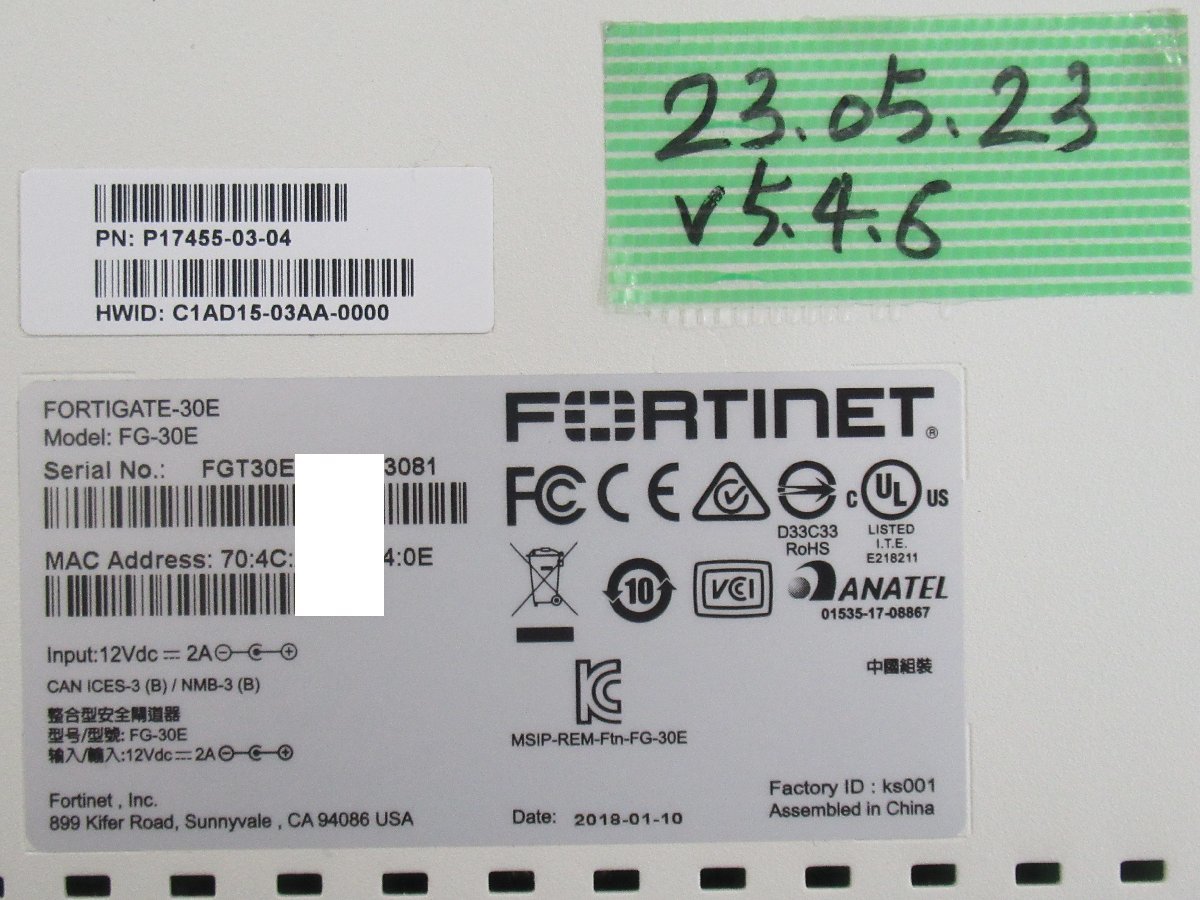 23.05.23
v5.4.6
PN: P17455-03-04
HWID: C1AD15-03AA-0000
FORTIGATE-30E
Model: FG-30E
Serial No.: FGT30E 3081
MAC Address: 70:4C: 4:0E
Input:12Vdc 2A
CAN ICES-3 (B) / NMB-3 (B)
整合型安全閘道器
型号/型號: FG-30E
输入/輸入:12Vdc 2A
Fortinet , Inc.
899 Kifer Road, Sunnyvale , CA 94086 USA
FORTINET®
FC CE
D33C33
RoHS
C UL US
LISTED
I.T.E.
E218211
10
VCI
ANATEL
01535-17-08867
中國組裝
KC
MSIP-REM-Ftn-FG-30E
Date: 2018-01-10
Factory ID : ks001
Assembled in China